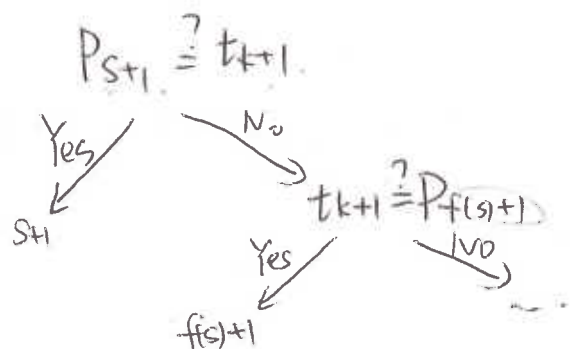 P_{s+1} ≟ t_{k+1}
Yes No
s+1
t_{k+1} ≟ P_{f(s)+1}
Yes No
f(s)+1
...